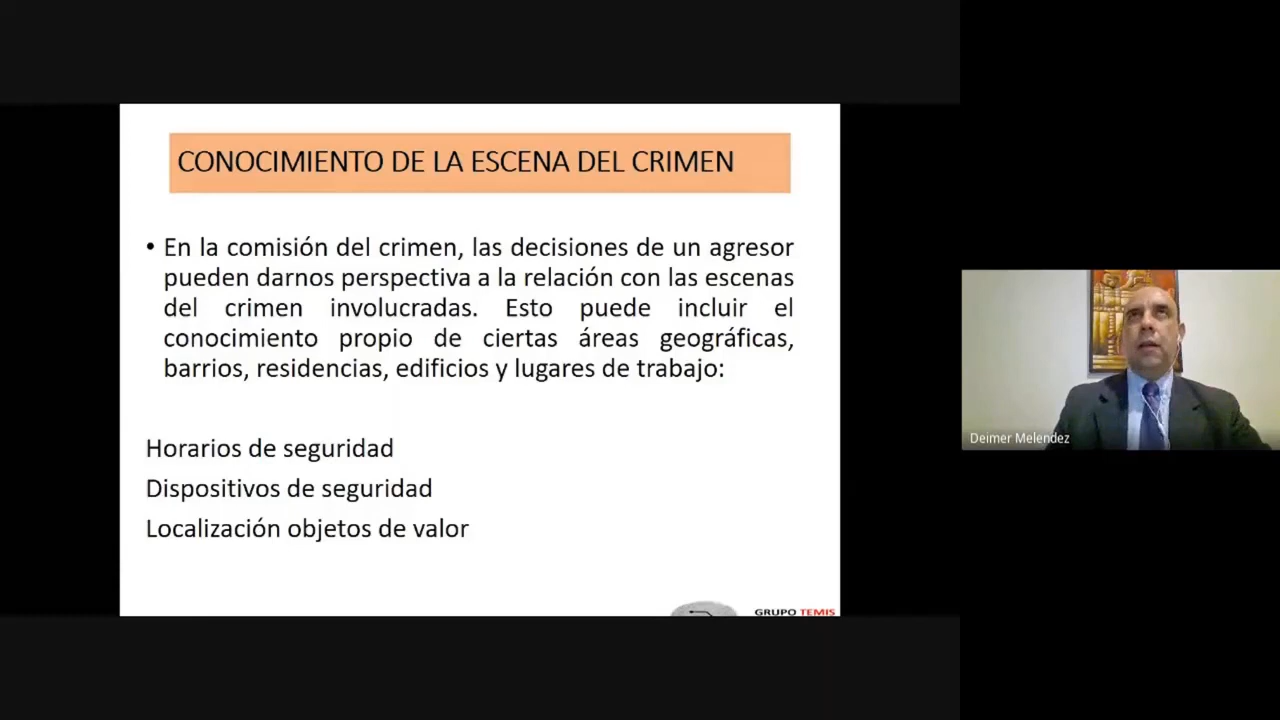 CONOCIMIENTO DE LA ESCENA DEL CRIMEN
• En la comisión del crimen, las decisiones de un agresor
pueden darnos perspectiva a la relación con las escenas
del crimen involucradas. Esto puede incluir el
conocimiento propio de ciertas áreas geográficas,
barrios, residencias, edificios y lugares de trabajo:
Horarios de seguridad
Dispositivos de seguridad
Localización objetos de valor
GRUPO TEMIS
Deimer Melendez